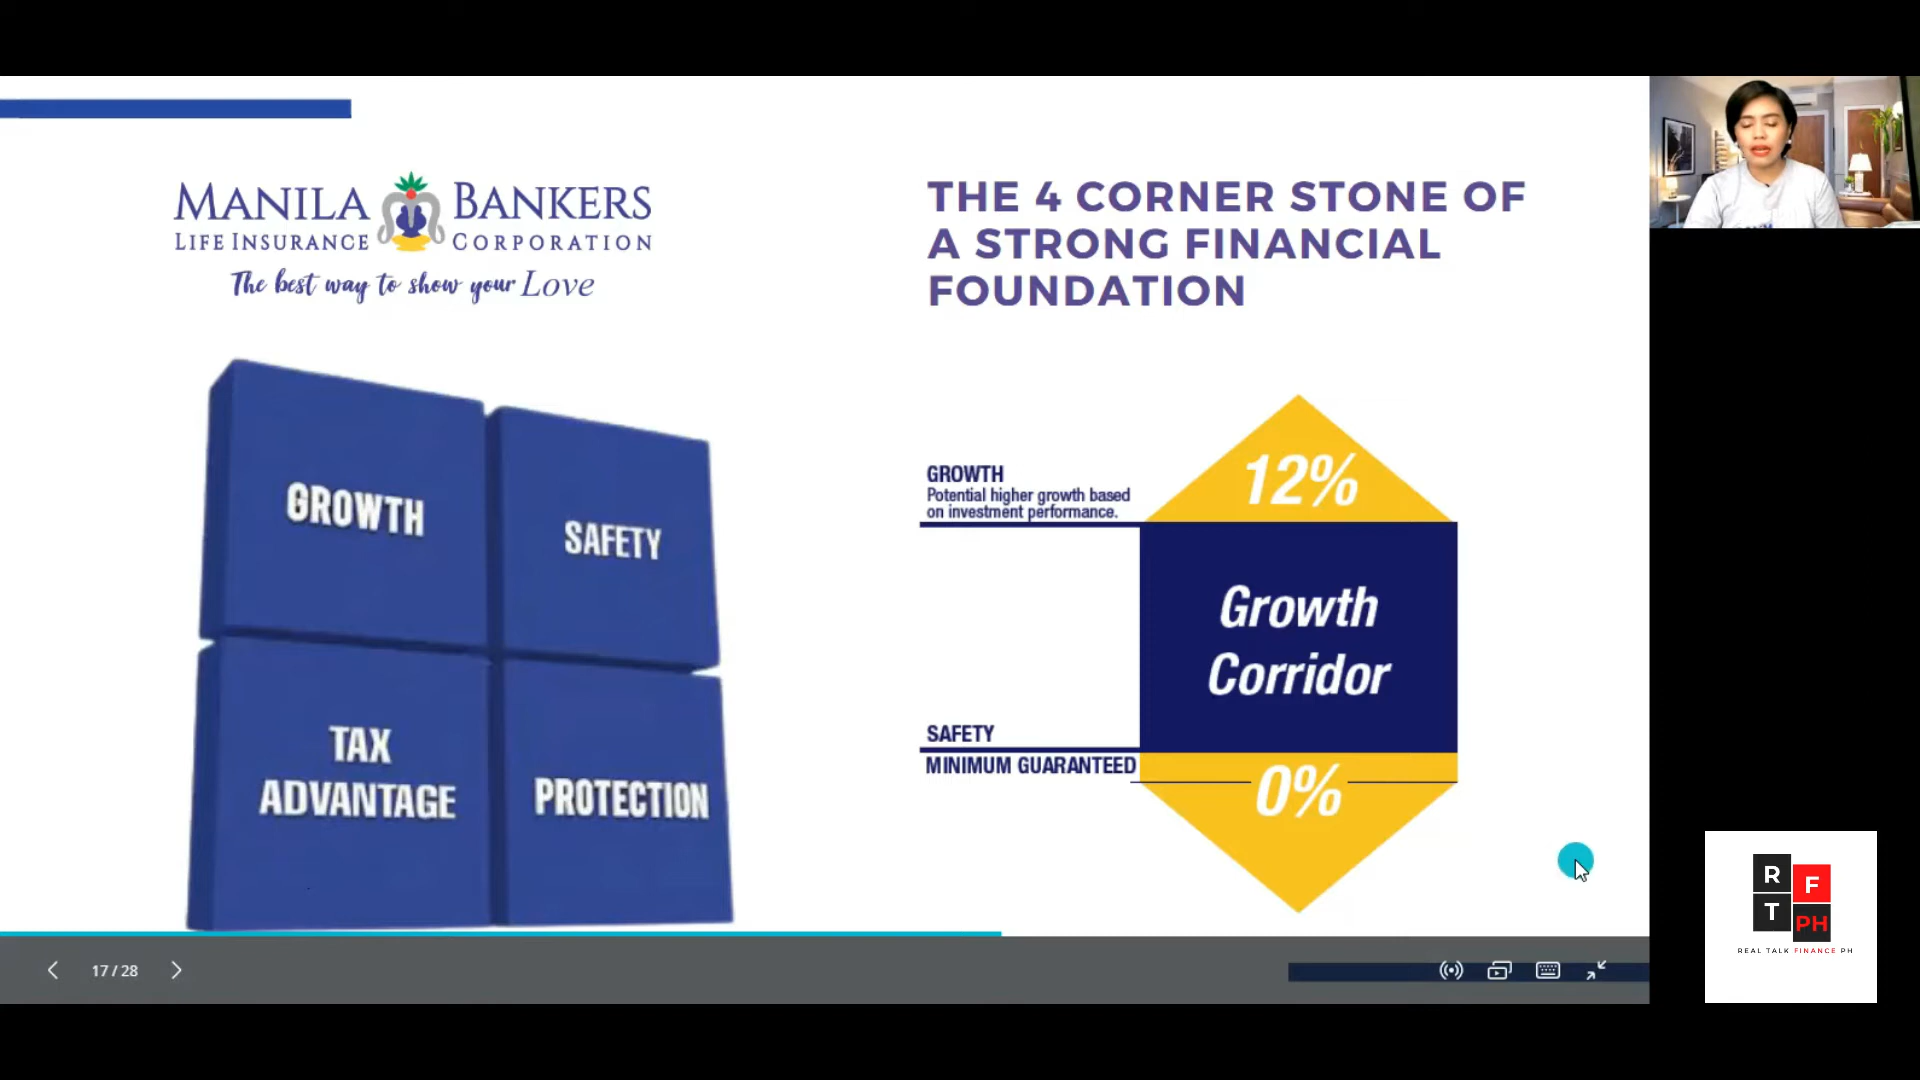 MANILA BANKERS
LIFE INSURANCE CORPORATION
The best way to show your Love
THE 4 CORNER STONE OF
A STRONG FINANCIAL
FOUNDATION
GROWTH
SAFETY
TAX
ADVANTAGE
PROTECTION
GROWTH
Potential higher growth based
on investment performance.
12%
Growth
Corridor
SAFETY
MINIMUM GUARANTEED
0%
17 / 28
R
F
T
PH
REAL TALK FINANCE PH